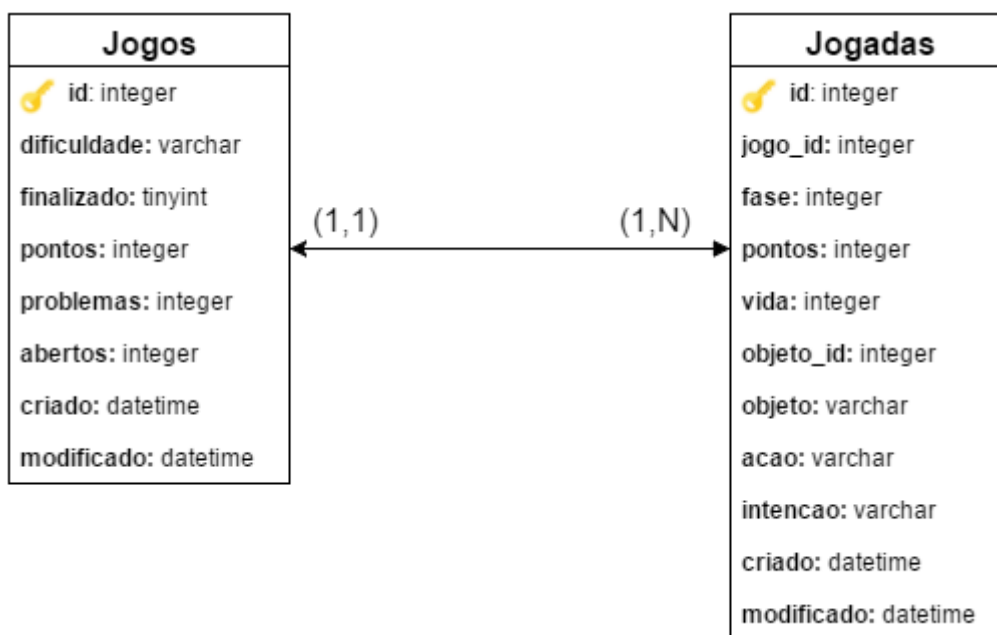 Jogos
id: integer
dificuldade: varchar
finalizado: tinyint
pontos: integer
problemas: integer
abertos: integer
criado: datetime
modificado: datetime
(1,1)
(1,N)
Jogadas
id: integer
jogo_id: integer
fase: integer
pontos: integer
vida: integer
objeto_id: integer
objeto: varchar
acao: varchar
intencao: varchar
criado: datetime
modificado: datetime